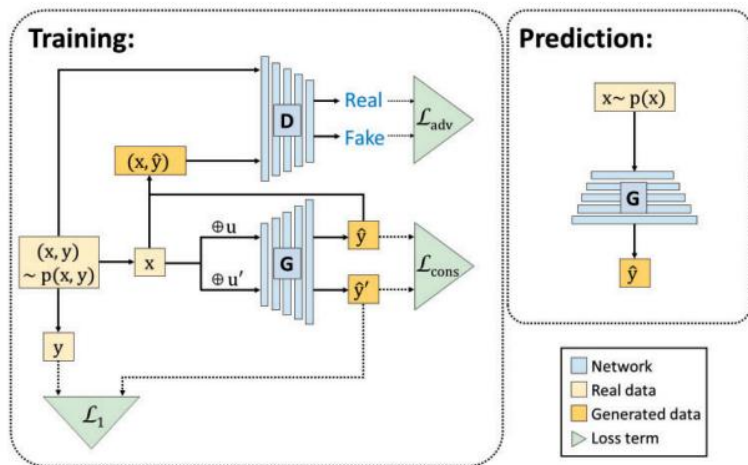 Training:
D
Real
Fake
ℒadv
(x, ŷ)
(x, y)
~ p(x, y)
x
⊕u
⊕u′
G
ŷ
ŷ′
ℒcons
y
ℒ1
Prediction:
x~ p(x)
G
ŷ
Network
Real data
Generated data
Loss term